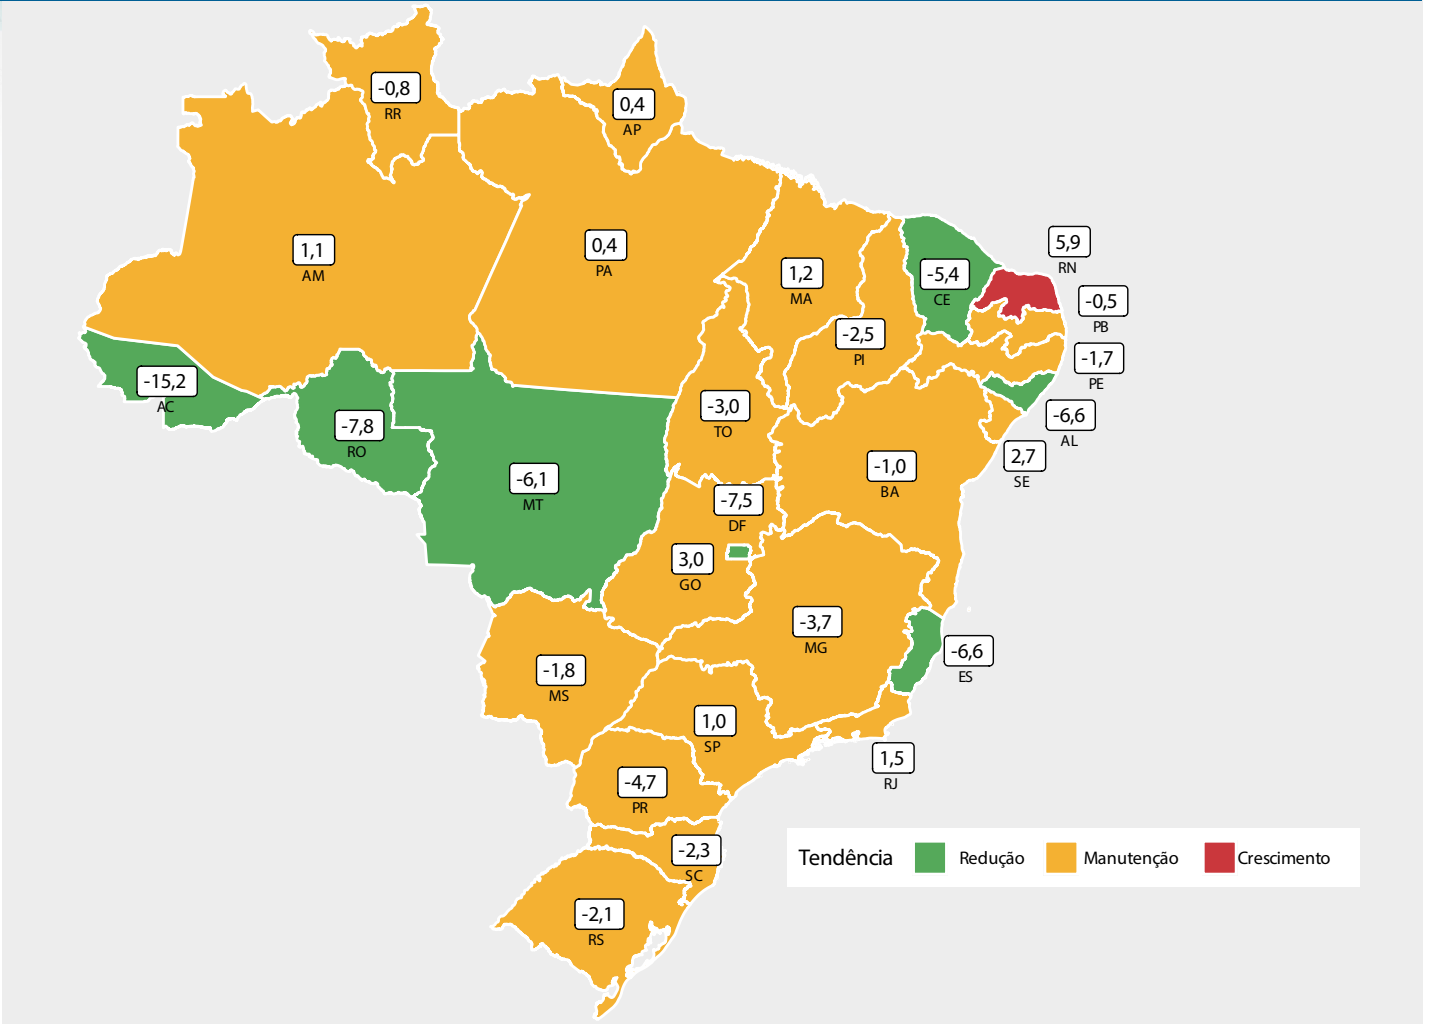 -0,8
RR
0,4
AP
1,1
AM
0,4
PA
1,2
MA
-2,5
PI
-5,4
CE
5,9
RN
-0,5
PB
-1,7
PE
-6,6
AL
2,7
SE
-15,2
AC
-7,8
RO
-6,1
MT
-3,0
TO
-1,0
BA
-7,5
DF
3,0
GO
-3,7
MG
-6,6
ES
-1,8
MS
1,0
SP
1,5
RJ
-4,7
PR
-2,3
SC
-2,1
RS
Tendência Redução Manutenção Crescimento